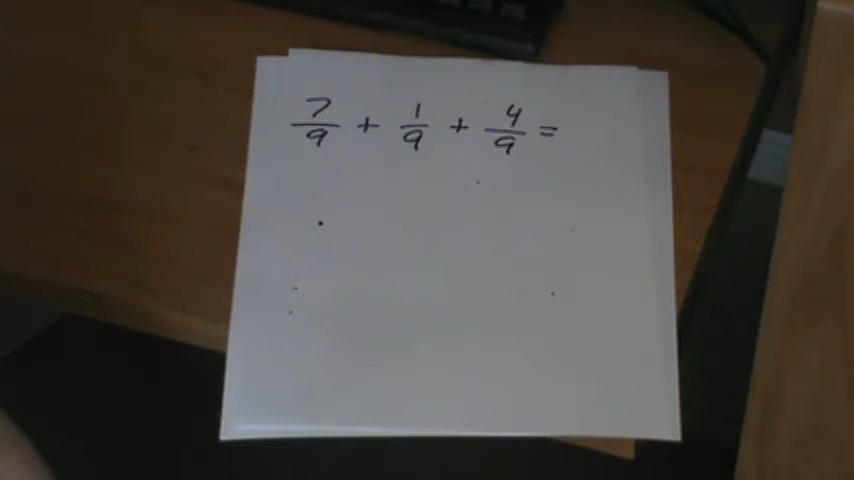 7/9 + 1/9 + 4/9 =